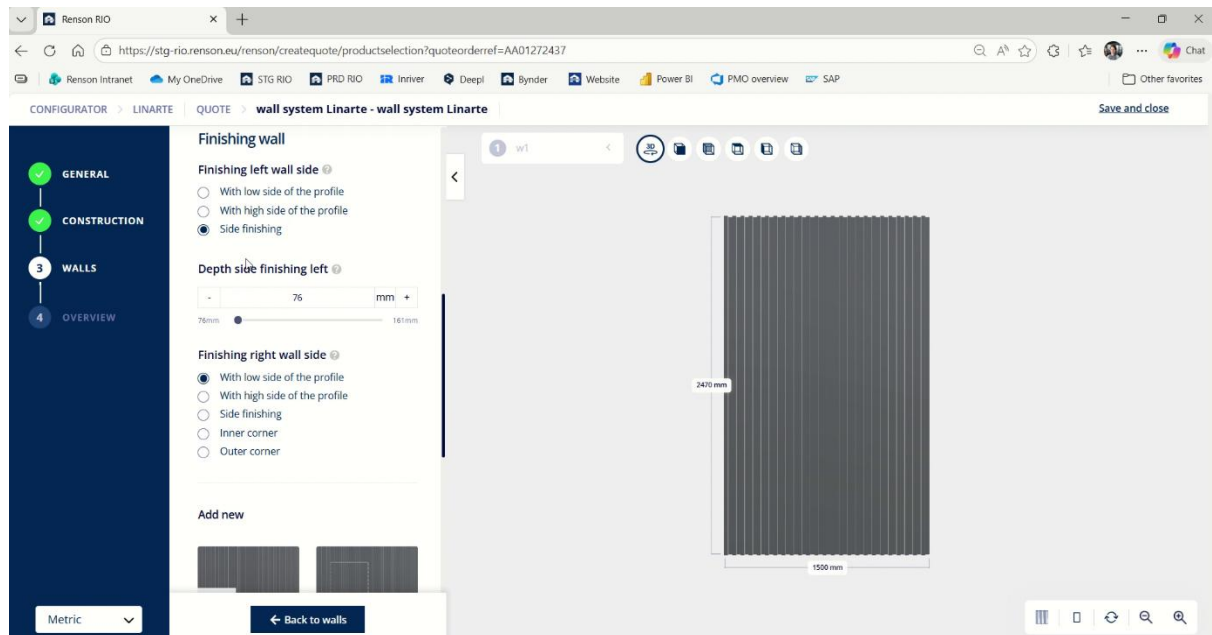 Renson RIO
https://stg-rio.renson.eu/renson/createquote/productselection?quoteorderref=AA01272437
Chat
Renson Intranet My OneDrive STG RIO PRD RIO Inriver Deepl Bynder Website Power BI PMO overview SAP Other favorites
CONFIGURATOR > LINARTE QUOTE > wall system Linarte - wall system Linarte Save and close
Finishing wall
1 w1
3D
GENERAL
Finishing left wall side
With low side of the profile
With high side of the profile
CONSTRUCTION
Side finishing
3 WALLS
Depth side finishing left
- 76 mm +
4 OVERVIEW
76mm 161mm
Finishing right wall side
With low side of the profile
With high side of the profile
Side finishing
Inner corner
Outer corner
2470 mm
Add new
1500 mm
Metric
← Back to walls